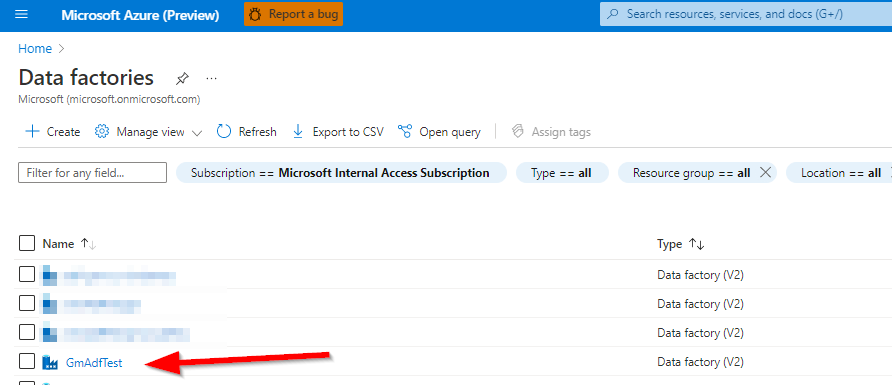 Microsoft Azure (Preview) Report a bug Search resources, services, and docs (G+/)
Home >
Data factories ...
Microsoft (microsoft.onmicrosoft.com)
+ Create Manage view Refresh Export to CSV Open query Assign tags
Filter for any field... Subscription == Microsoft Internal Access Subscription Type == all Resource group == all Location == all
Name ↑↓ Type ↑↓
Data factory (V2)
Data factory (V2)
Data factory (V2)
GmAdfTest Data factory (V2)